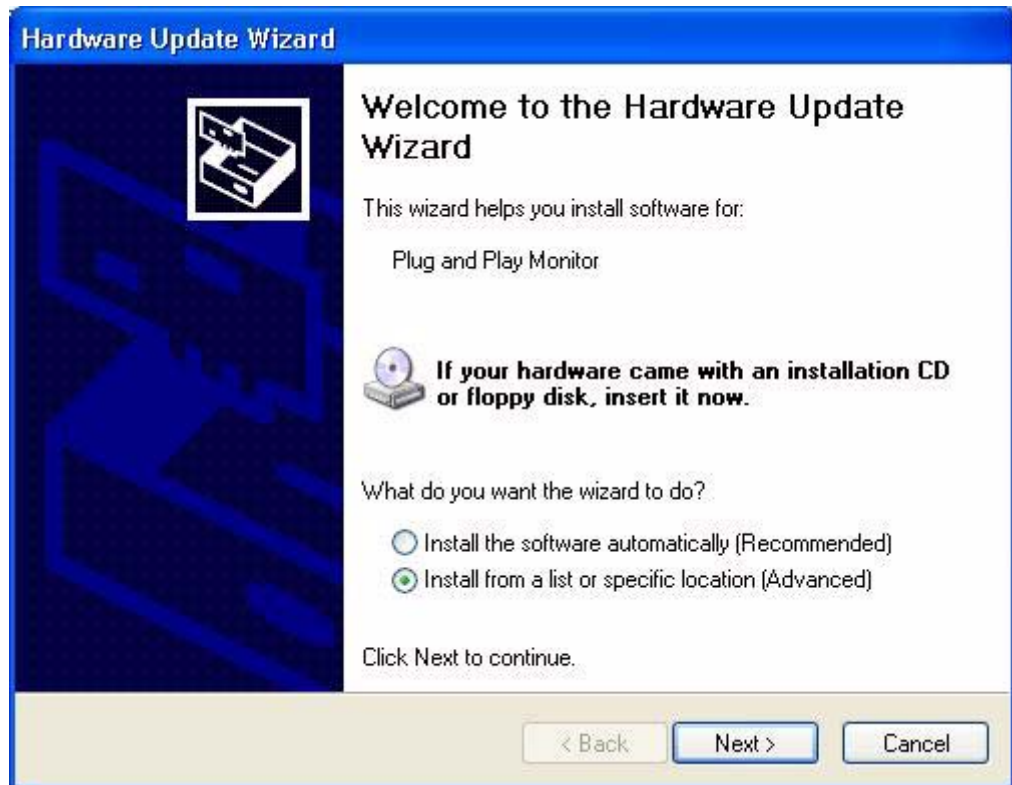 Hardware Update Wizard
Welcome to the Hardware Update
Wizard
This wizard helps you install software for:
Plug and Play Monitor
If your hardware came with an installation CD
or floppy disk, insert it now.
What do you want the wizard to do?
Install the software automatically (Recommended)
Install from a list or specific location (Advanced)
Click Next to continue.
< Back
Next >
Cancel